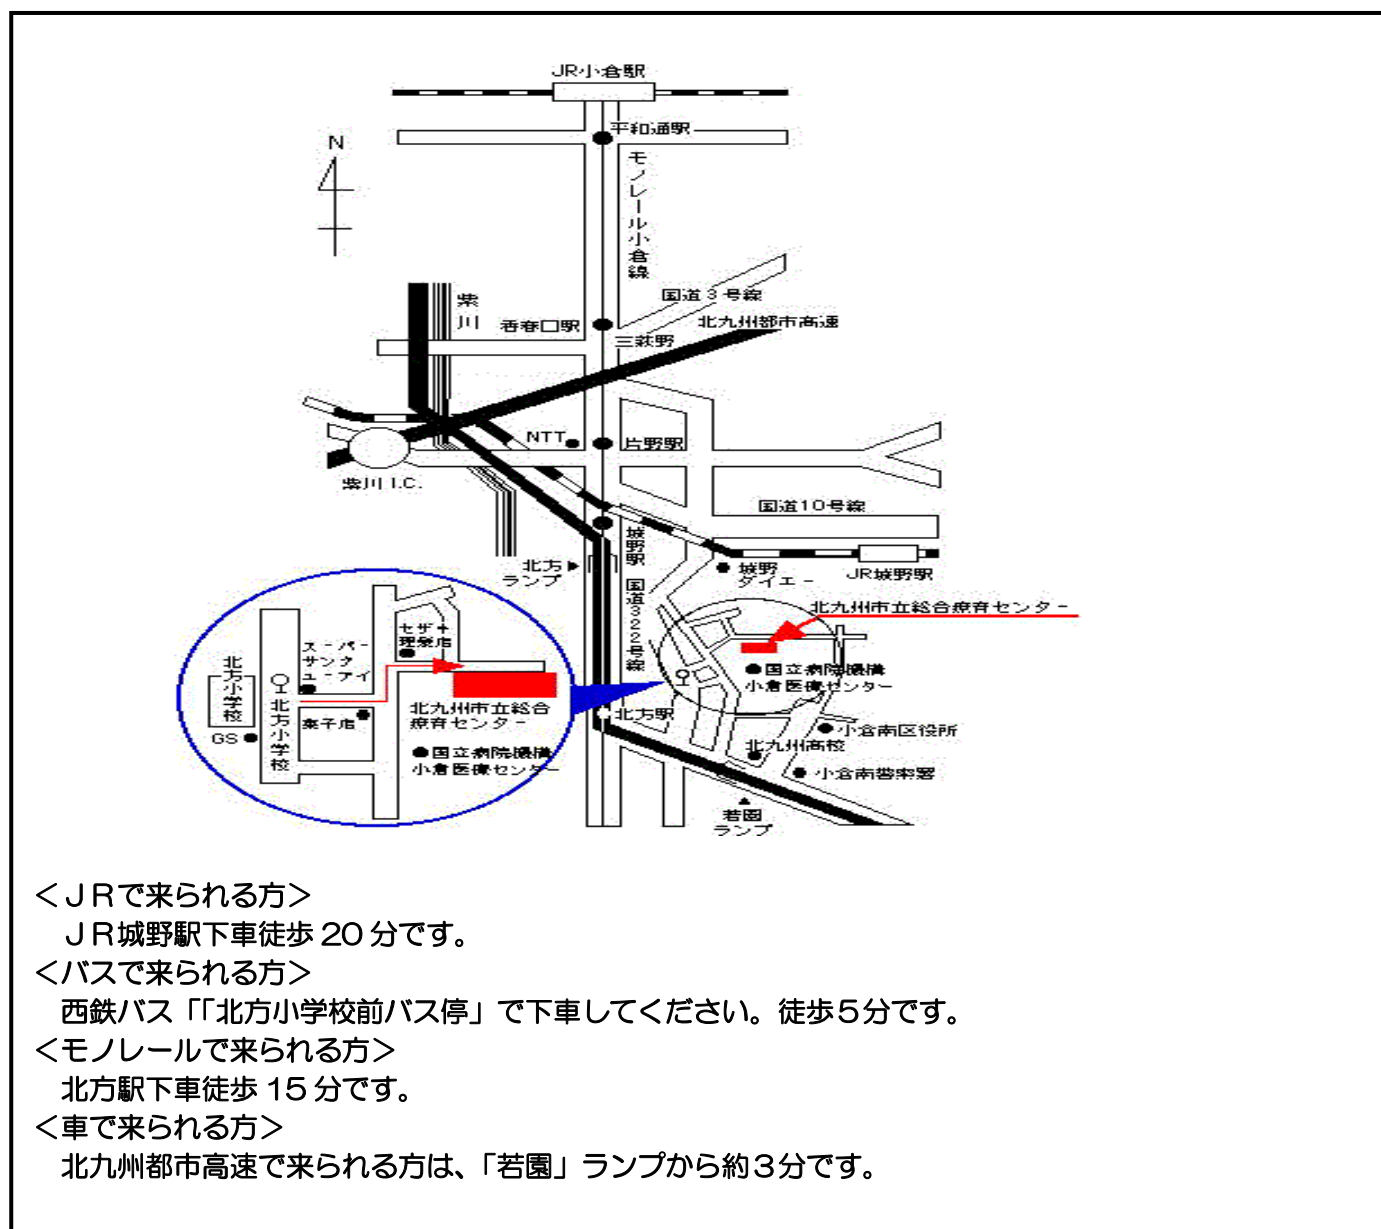 JR小倉駅
平和通駅
N
モノレール小倉線
国道3号線
紫川
香春口駅
北九州都市高速
三萩野
NTT
片野駅
紫川 I.C.
国道10号線
城野駅
北方
ランプ
城野
ダイエー
JR城野駅
国道322号線
北九州市立総合療育センター
国立病院機構
小倉医療センター
北方駅
小倉南区役所
北九州高校
小倉南警察署
若園
ランプ
スーパー
サンク
ユーアイ
理髪店
北方小学校
北方小学校
菓子店
GS
北九州市立総合
療育センター
国立病院機構
小倉医療センター
＜ＪＲで来られる方＞
ＪＲ城野駅下車徒歩 20 分です。
＜バスで来られる方＞
西鉄バス「「北方小学校前バス停」で下車してください。徒歩５分です。
＜モノレールで来られる方＞
北方駅下車徒歩 15 分です。
＜車で来られる方＞
北九州都市高速で来られる方は、「若園」ランプから約３分です。